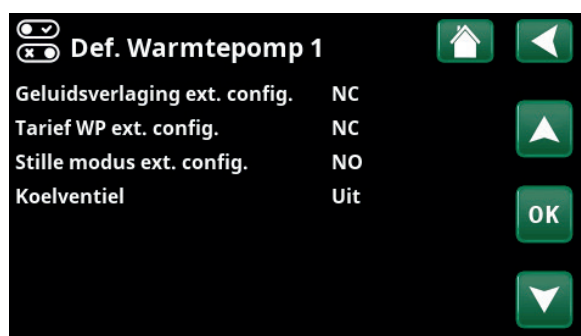 Def. Warmtepomp 1
Geluidsverlaging ext. config. NC
Tarief WP ext. config. NC
Stille modus ext. config. NO
Koelventiel Uit
OK